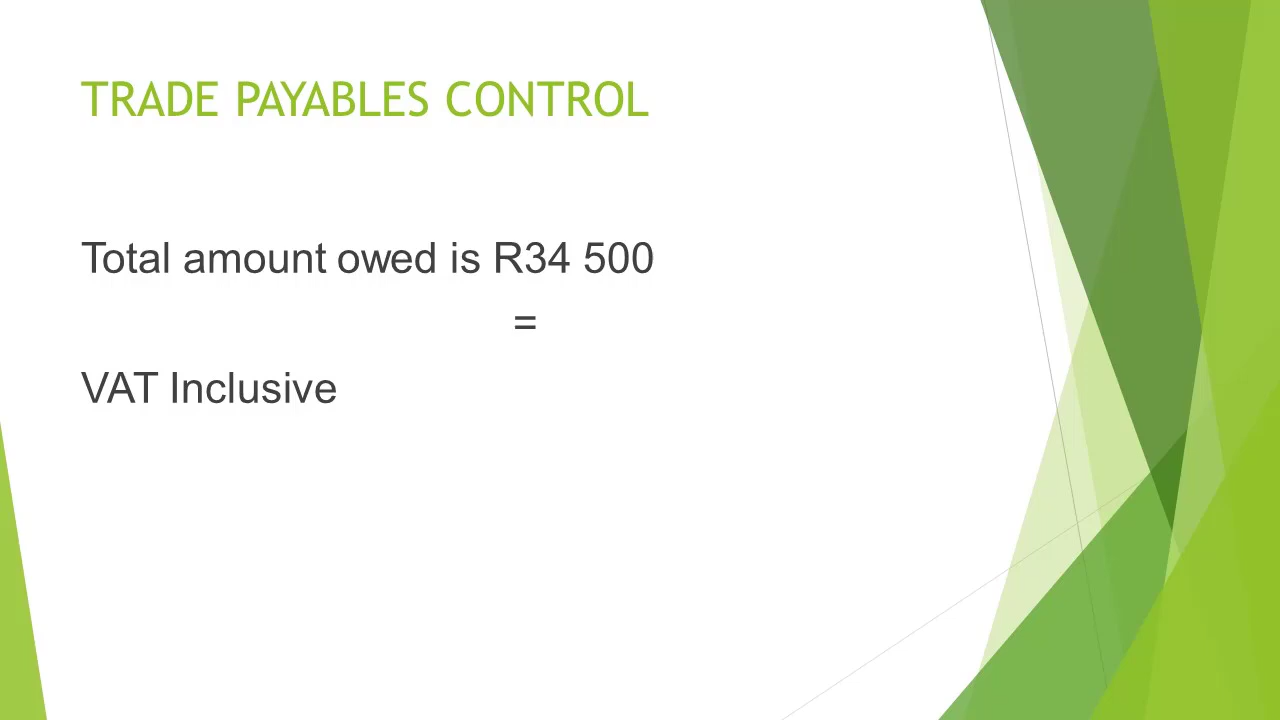 TRADE PAYABLES CONTROL
Total amount owed is R34 500
=
VAT Inclusive